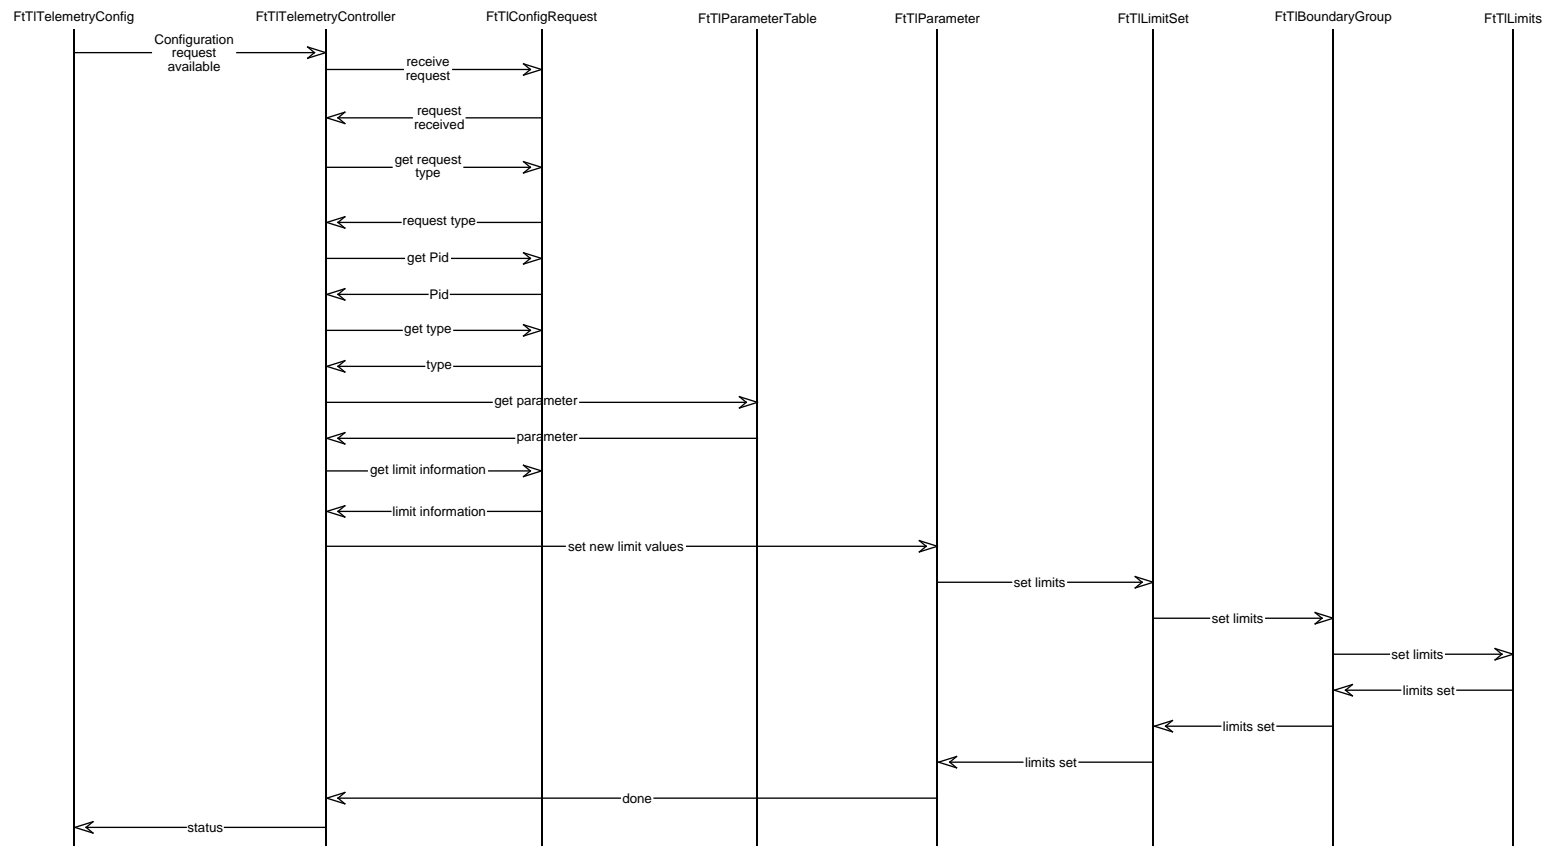 FtTlTelemetryConfig
FtTlTelemetryController
FtTlConfigRequest
FtTlParameterTable
FtTlParameter
FtTlLimitSet
FtTlBoundaryGroup
FtTlLimits
Configuration
request
available
receive
request
request
received
get request
type
request type
get Pid
Pid
get type
type
get parameter
parameter
get limit information
limit information
set new limit values
set limits
set limits
set limits
limits set
limits set
limits set
done
status